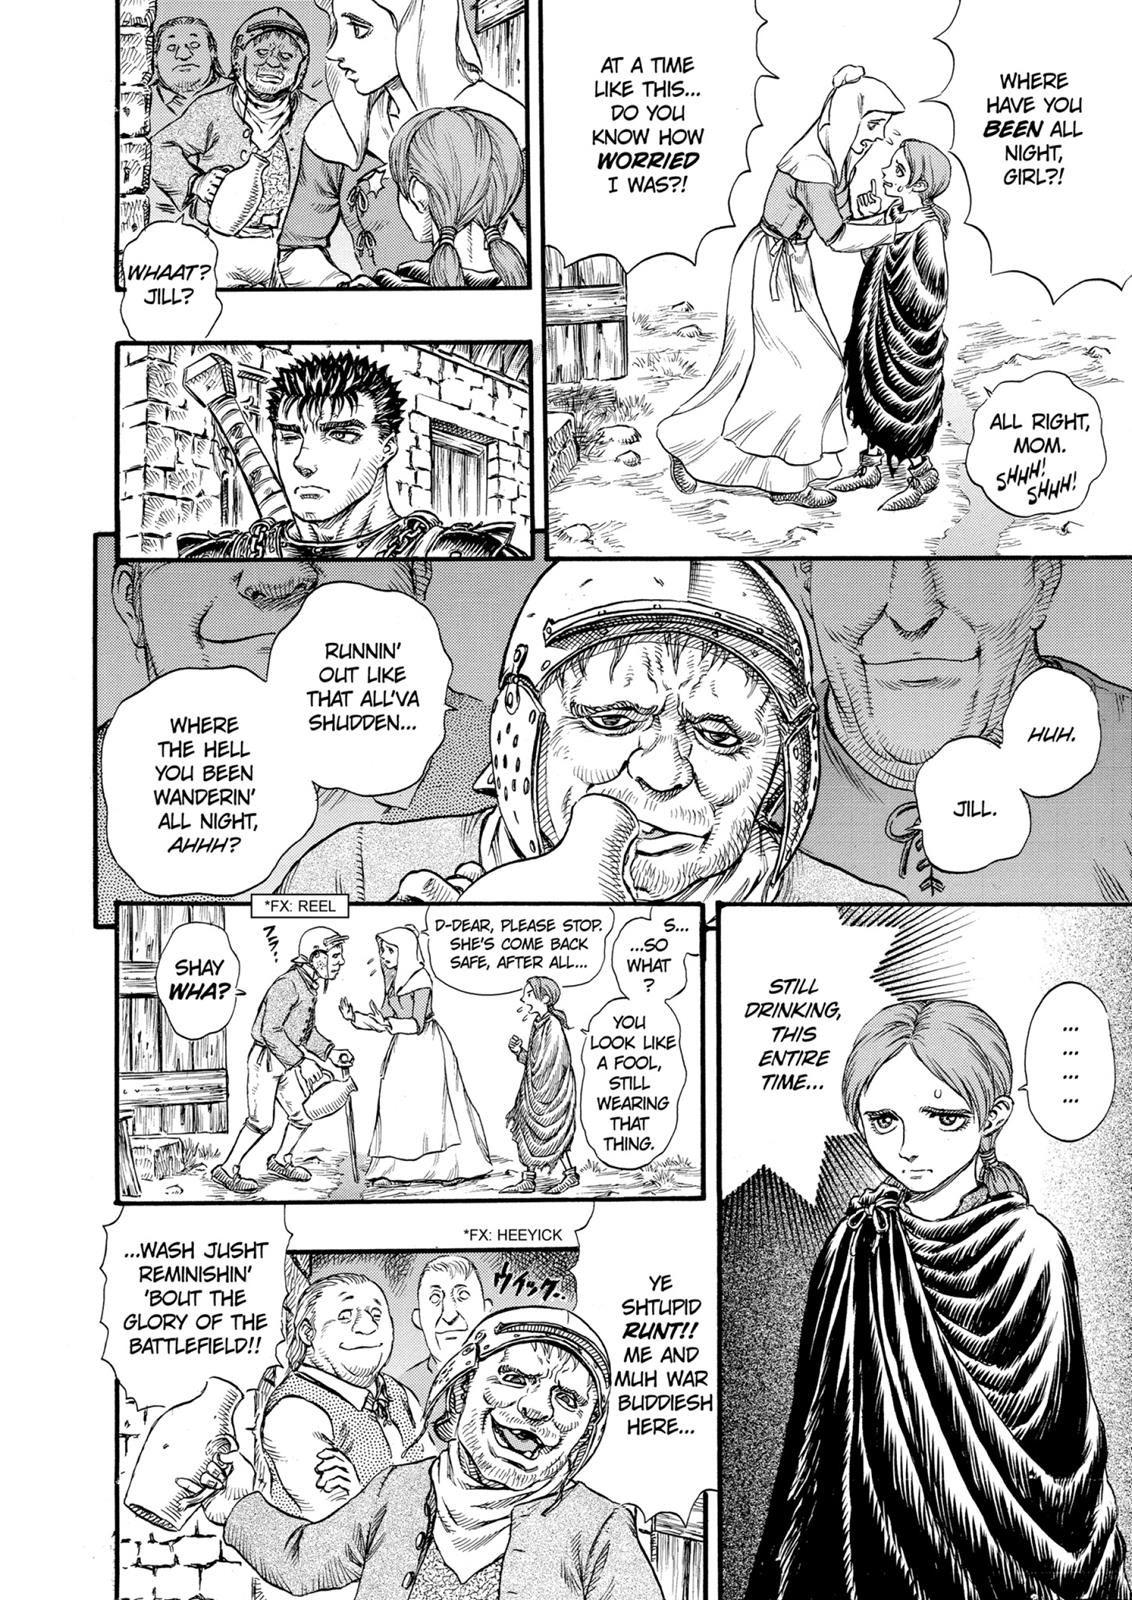 WHERE
HAVE YOU
BEEN ALL
NIGHT,
GIRL?!
AT A TIME
LIKE THIS...
DO YOU
KNOW HOW
WORRIED
I WAS?!
ALL RIGHT,
MOM.
SHHH!
SHHH!
WHAAT?
JILL?
HUH.
JILL.
RUNNIN'
OUT LIKE
THAT ALL'VA
SHUDDEN...
WHERE
THE HELL
YOU BEEN
WANDERIN'
ALL NIGHT,
AHHH?
...
...
...
...
STILL
DRINKING,
THIS
ENTIRE
TIME...
S...
...SO
WHAT
?
YOU
LOOK LIKE
A FOOL,
STILL
WEARING
THAT
THING.
D-DEAR, PLEASE STOP.
SHE'S COME BACK
SAFE, AFTER ALL...
*FX: REEL
SHAY
WHA?
YE
SHTUPID
RUNT!!
ME AND
MUH WAR
BUDDIESH
HERE...
*FX: HEEYICK
ウイック..
...WASH JUSHT
REMINISHIN'
'BOUT THE
GLORY OF THE
BATTLEFIELD!!